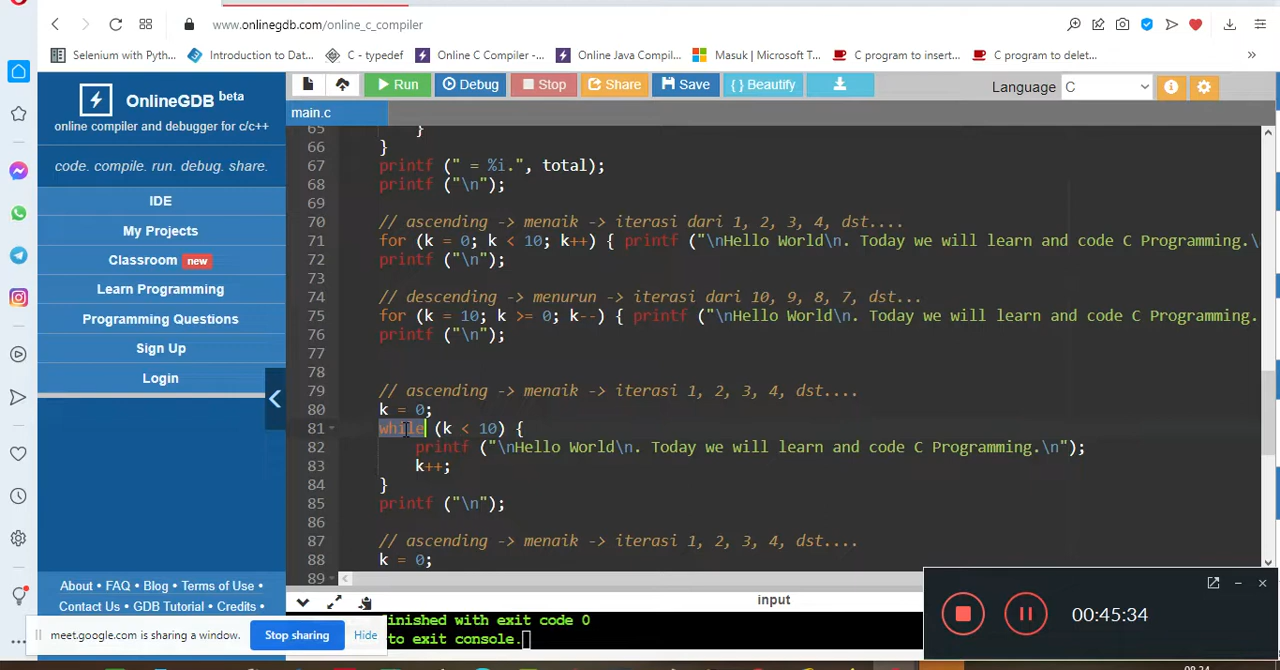 www.onlinegdb.com/online_c_compiler
Selenium with Pyth...
Introduction to Dat...
C - typedef
Online C Compiler -...
Online Java Compil...
Masuk | Microsoft T...
C program to insert...
C program to delet...
»
OnlineGDB beta
online compiler and debugger for c/c++
code. compile. run. debug. share.
IDE
My Projects
Classroom new
Learn Programming
Programming Questions
Sign Up
Login
About • FAQ • Blog • Terms of Use •
Contact Us • GDB Tutorial • Credits •
Run
Debug
Stop
Share
Save
{ } Beautify
Language C
main.c
65 }
66 }
67 printf (" = %i.", total);
68 printf ("\n");
69
70 // ascending -> menaik -> iterasi dari 1, 2, 3, 4, dst....
71 for (k = 0; k < 10; k++) { printf ("\nHello World\n. Today we will learn and code C Programming.\
72 printf ("\n");
73
74 // descending -> menurun -> iterasi dari 10, 9, 8, 7, dst...
75 for (k = 10; k >= 0; k--) { printf ("\nHello World\n. Today we will learn and code C Programming.
76 printf ("\n");
77
78
79 // ascending -> menaik -> iterasi 1, 2, 3, 4, dst....
80 k = 0;
81 while (k < 10) {
82 printf ("\nHello World\n. Today we will learn and code C Programming.\n");
83 k++;
84 }
85 printf ("\n");
86
87 // ascending -> menaik -> iterasi 1, 2, 3, 4, dst....
88 k = 0;
89
input
inished with exit code 0
to exit console.
meet.google.com is sharing a window.
Stop sharing
Hide
00:45:34